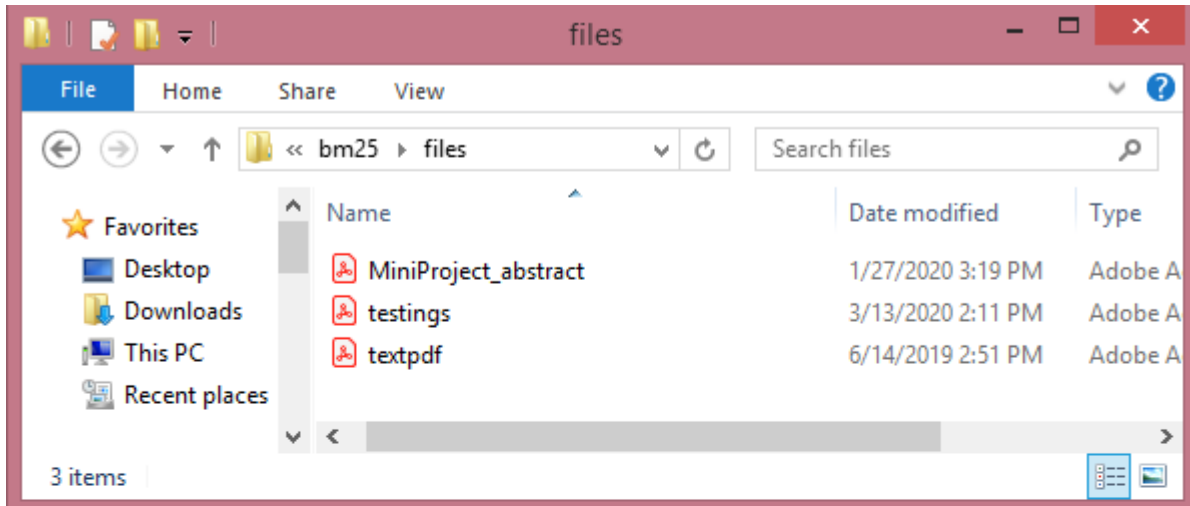 files
File Home Share View
« bm25 files Search files
Favorites
Desktop
Downloads
This PC
Recent places
Name Date modified Type
MiniProject_abstract 1/27/2020 3:19 PM Adobe A
testings 3/13/2020 2:11 PM Adobe A
textpdf 6/14/2019 2:51 PM Adobe A
3 items